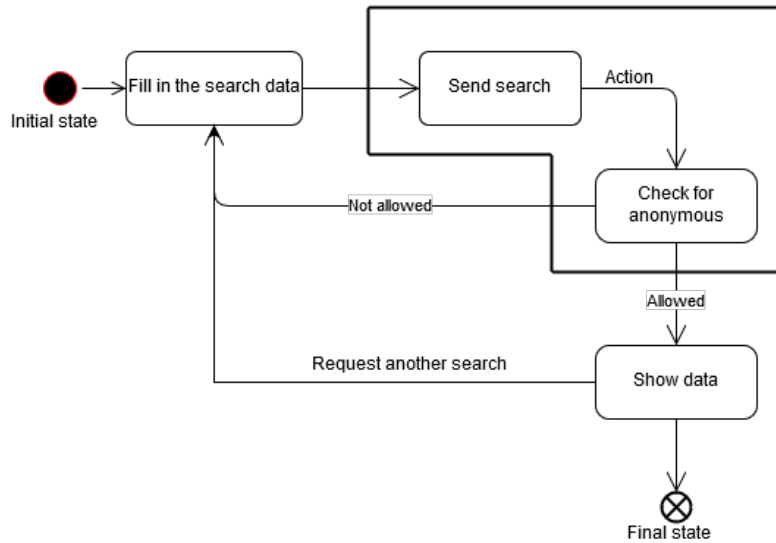 Fill in the search data
Send search
Action
Initial state
Check for
anonymous
Not allowed
Allowed
Request another search
Show data
Final state